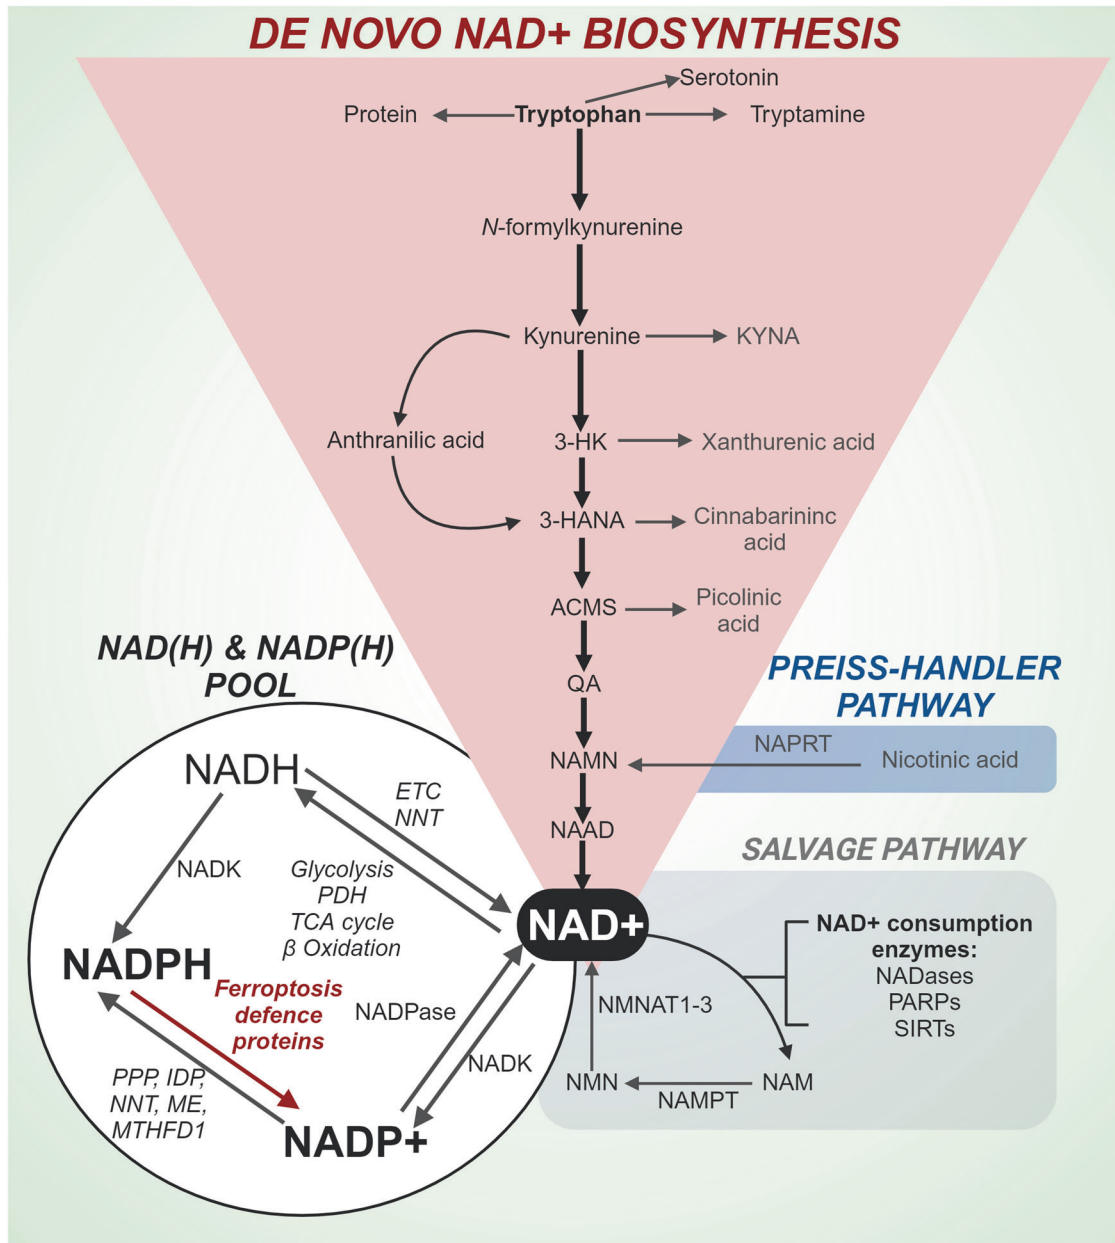 DE NOVO NAD+ BIOSYNTHESIS
Serotonin
Protein
Tryptophan
Tryptamine
N-formylkynurenine
Kynurenine
KYNA
Anthranilic acid
3-HK
Xanthurenic acid
3-HANA
Cinnabarininc
acid
ACMS
Picolinic
acid
QA
NAD(H) & NADP(H)
POOL
PREISS-HANDLER
PATHWAY
NAMN
NAPRT
Nicotinic acid
NAAD
NADH
ETC
NNT
NADK
Glycolysis
PDH
TCA cycle
β Oxidation
SALVAGE PATHWAY
NAD+
NAD+ consumption
enzymes:
NADases
PARPs
SIRTs
NADPH
Ferroptosis
defence
proteins
NADPase
NADK
NMNAT1-3
NMN
NAMPT
NAM
PPP, IDP,
NNT, ME,
MTHFD1
NADP+